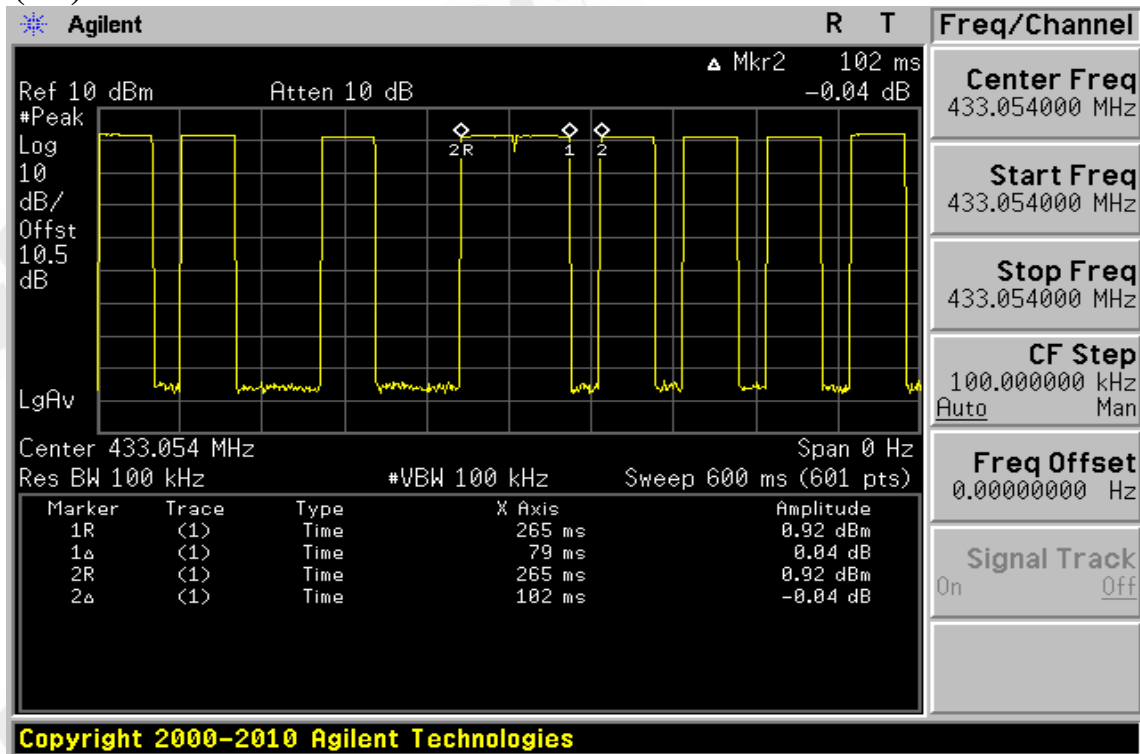 Agilent R T Freq/Channel
Δ Mkr2 102 ms
Ref 10 dBm Atten 10 dB -0.04 dB
#Peak
Log
10
dB/
Offst
10.5
dB
LgAv
2R 1 2
Center 433.054 MHz Span 0 Hz
Res BW 100 kHz #VBW 100 kHz Sweep 600 ms (601 pts)
Marker Trace Type X Axis Amplitude
1R (1) Time 265 ms 0.92 dBm
1Δ (1) Time 79 ms 0.04 dB
2R (1) Time 265 ms 0.92 dBm
2Δ (1) Time 102 ms -0.04 dB
Center Freq
433.054000 MHz
Start Freq
433.054000 MHz
Stop Freq
433.054000 MHz
CF Step
100.000000 kHz
Auto Man
Freq Offset
0.00000000 Hz
Signal Track
On Off
Copyright 2000-2010 Agilent Technologies